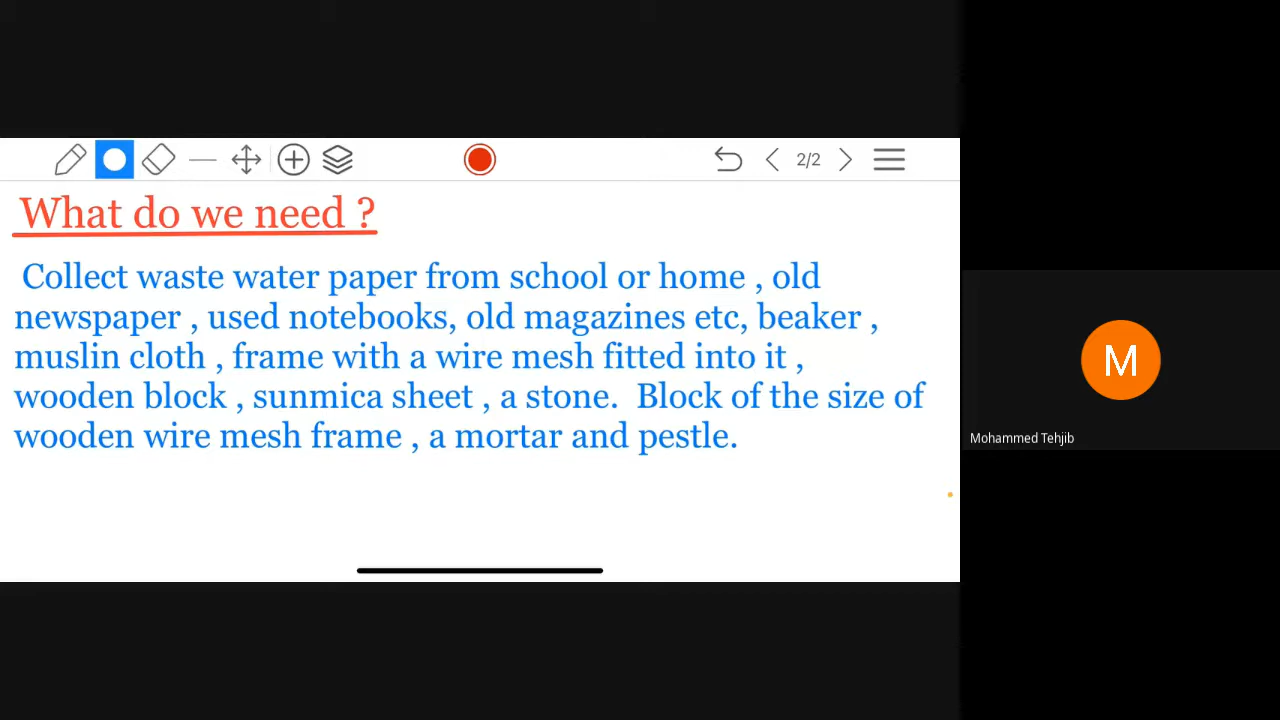 2/2
What do we need ?
Collect waste water paper from school or home , old
newspaper , used notebooks, old magazines etc, beaker ,
muslin cloth , frame with a wire mesh fitted into it ,
wooden block , sunmica sheet , a stone.  Block of the size of
wooden wire mesh frame , a mortar and pestle.
M
Mohammed Tehjib